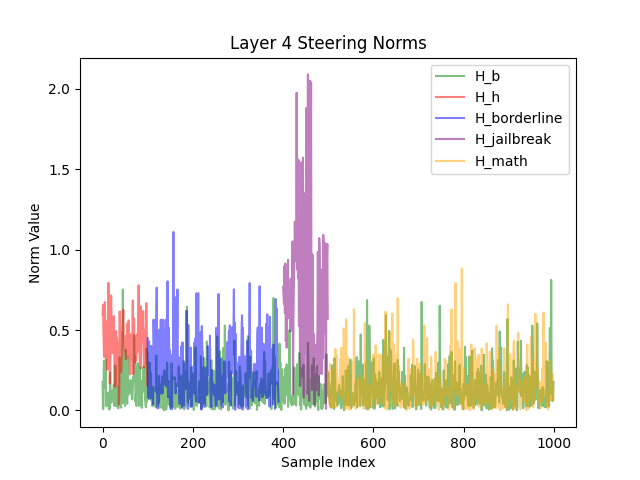 Layer 4 Steering Norms
H_b
H_h
H_borderline
H_jailbreak
H_math
Norm Value
2.0
1.5
1.0
0.5
0.0
0
200
400
600
800
1000
Sample Index